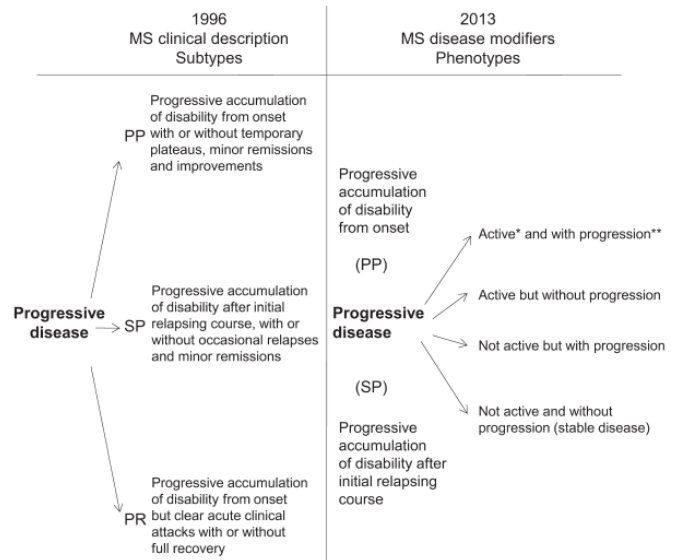 1996
MS clinical description
Subtypes
2013
MS disease modifiers
Phenotypes
Progressive
disease
PP
Progressive accumulation
of disability from onset
with or without temporary
plateaus, minor remissions
and improvements
SP
Progressive accumulation
of disability after initial
relapsing course, with or
without occasional relapses
and minor remissions
PR
Progressive accumulation
of disability from onset
but clear acute clinical
attacks with or without
full recovery
Progressive
accumulation
of disability
from onset
(PP)
Progressive
disease
(SP)
Progressive
accumulation
of disability after
initial relapsing
course
Active* and with progression**
Active but without progression
Not active but with progression
Not active and without
progression (stable disease)